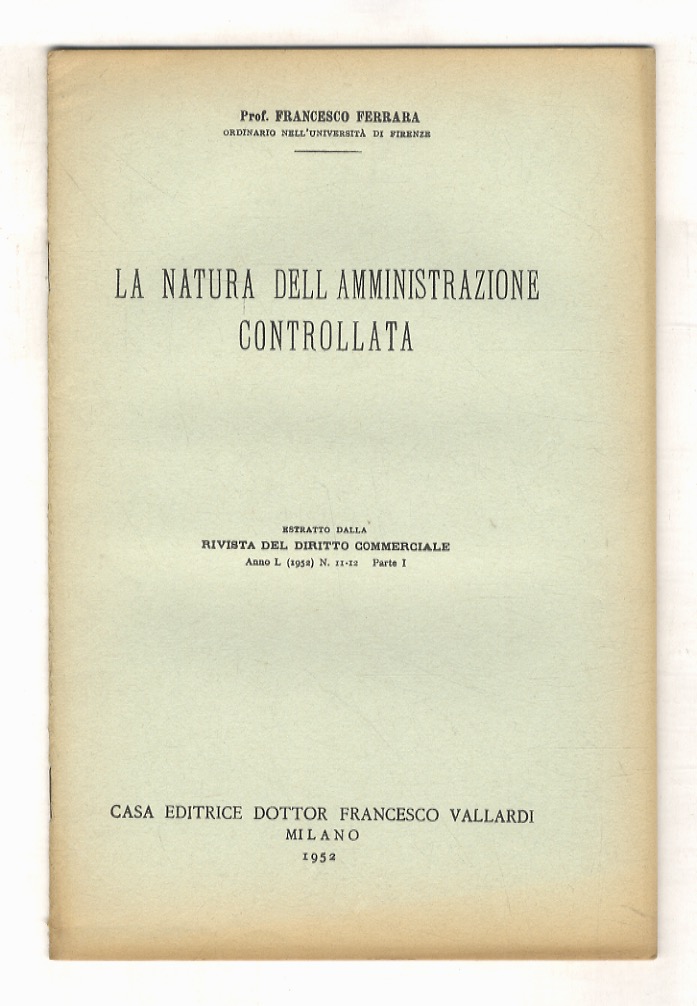 Prof. FRANCESCO FERRARA
ORDINARIO NELL'UNIVERSITÀ DI FIRENZE
LA NATURA DELL AMMINISTRAZIONE
CONTROLLATA
ESTRATTO DALLA
RIVISTA DEL DIRITTO COMMERCIALE
Anno L (1952) N. 11-12 Parte I
CASA EDITRICE DOTTOR FRANCESCO VALLARDI
MILANO
1952